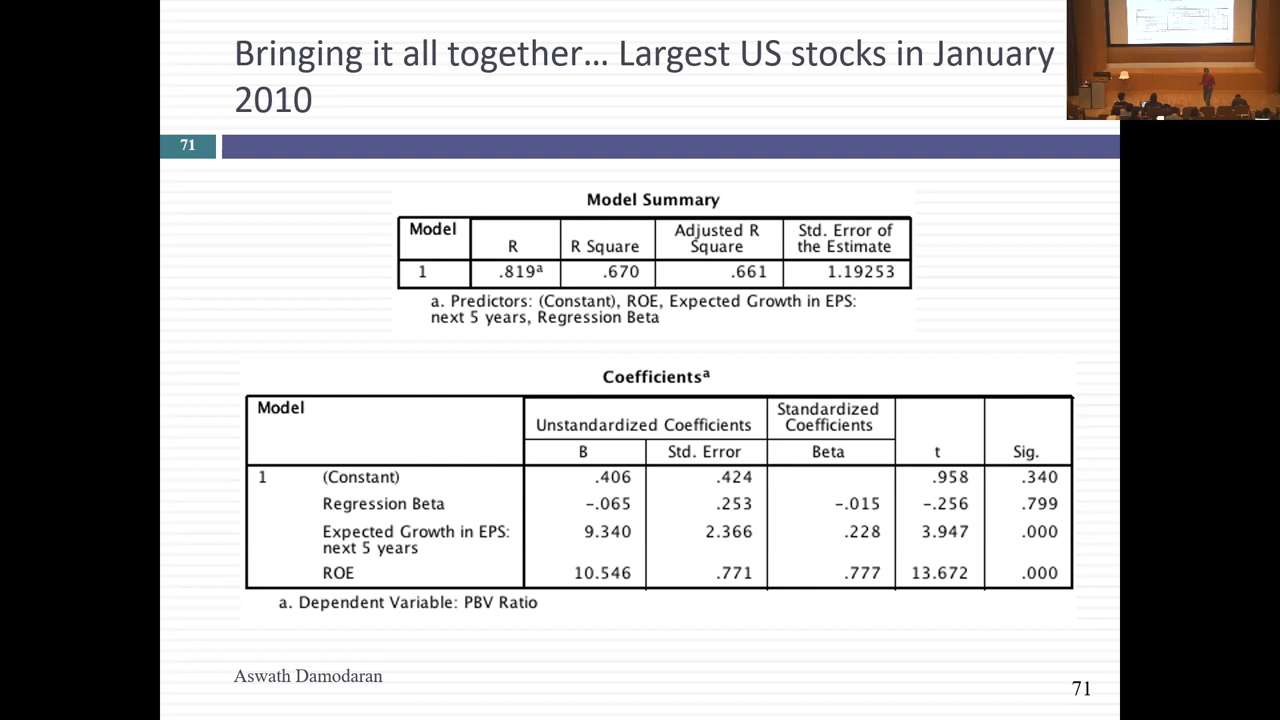 Bringing it all together... Largest US stocks in January
2010
71
Model Summary
Model R R Square Adjusted R Square Std. Error of the Estimate
1 .819a .670 .661 1.19253
a. Predictors: (Constant), ROE, Expected Growth in EPS:
next 5 years, Regression Beta
Coefficientsa
Model Unstandardized Coefficients Standardized Coefficients t Sig.
B Std. Error Beta
1 (Constant) .406 .424 .958 .340
Regression Beta -.065 .253 -.015 -.256 .799
Expected Growth in EPS: next 5 years 9.340 2.366 .228 3.947 .000
ROE 10.546 .771 .777 13.672 .000
a. Dependent Variable: PBV Ratio
Aswath Damodaran
71